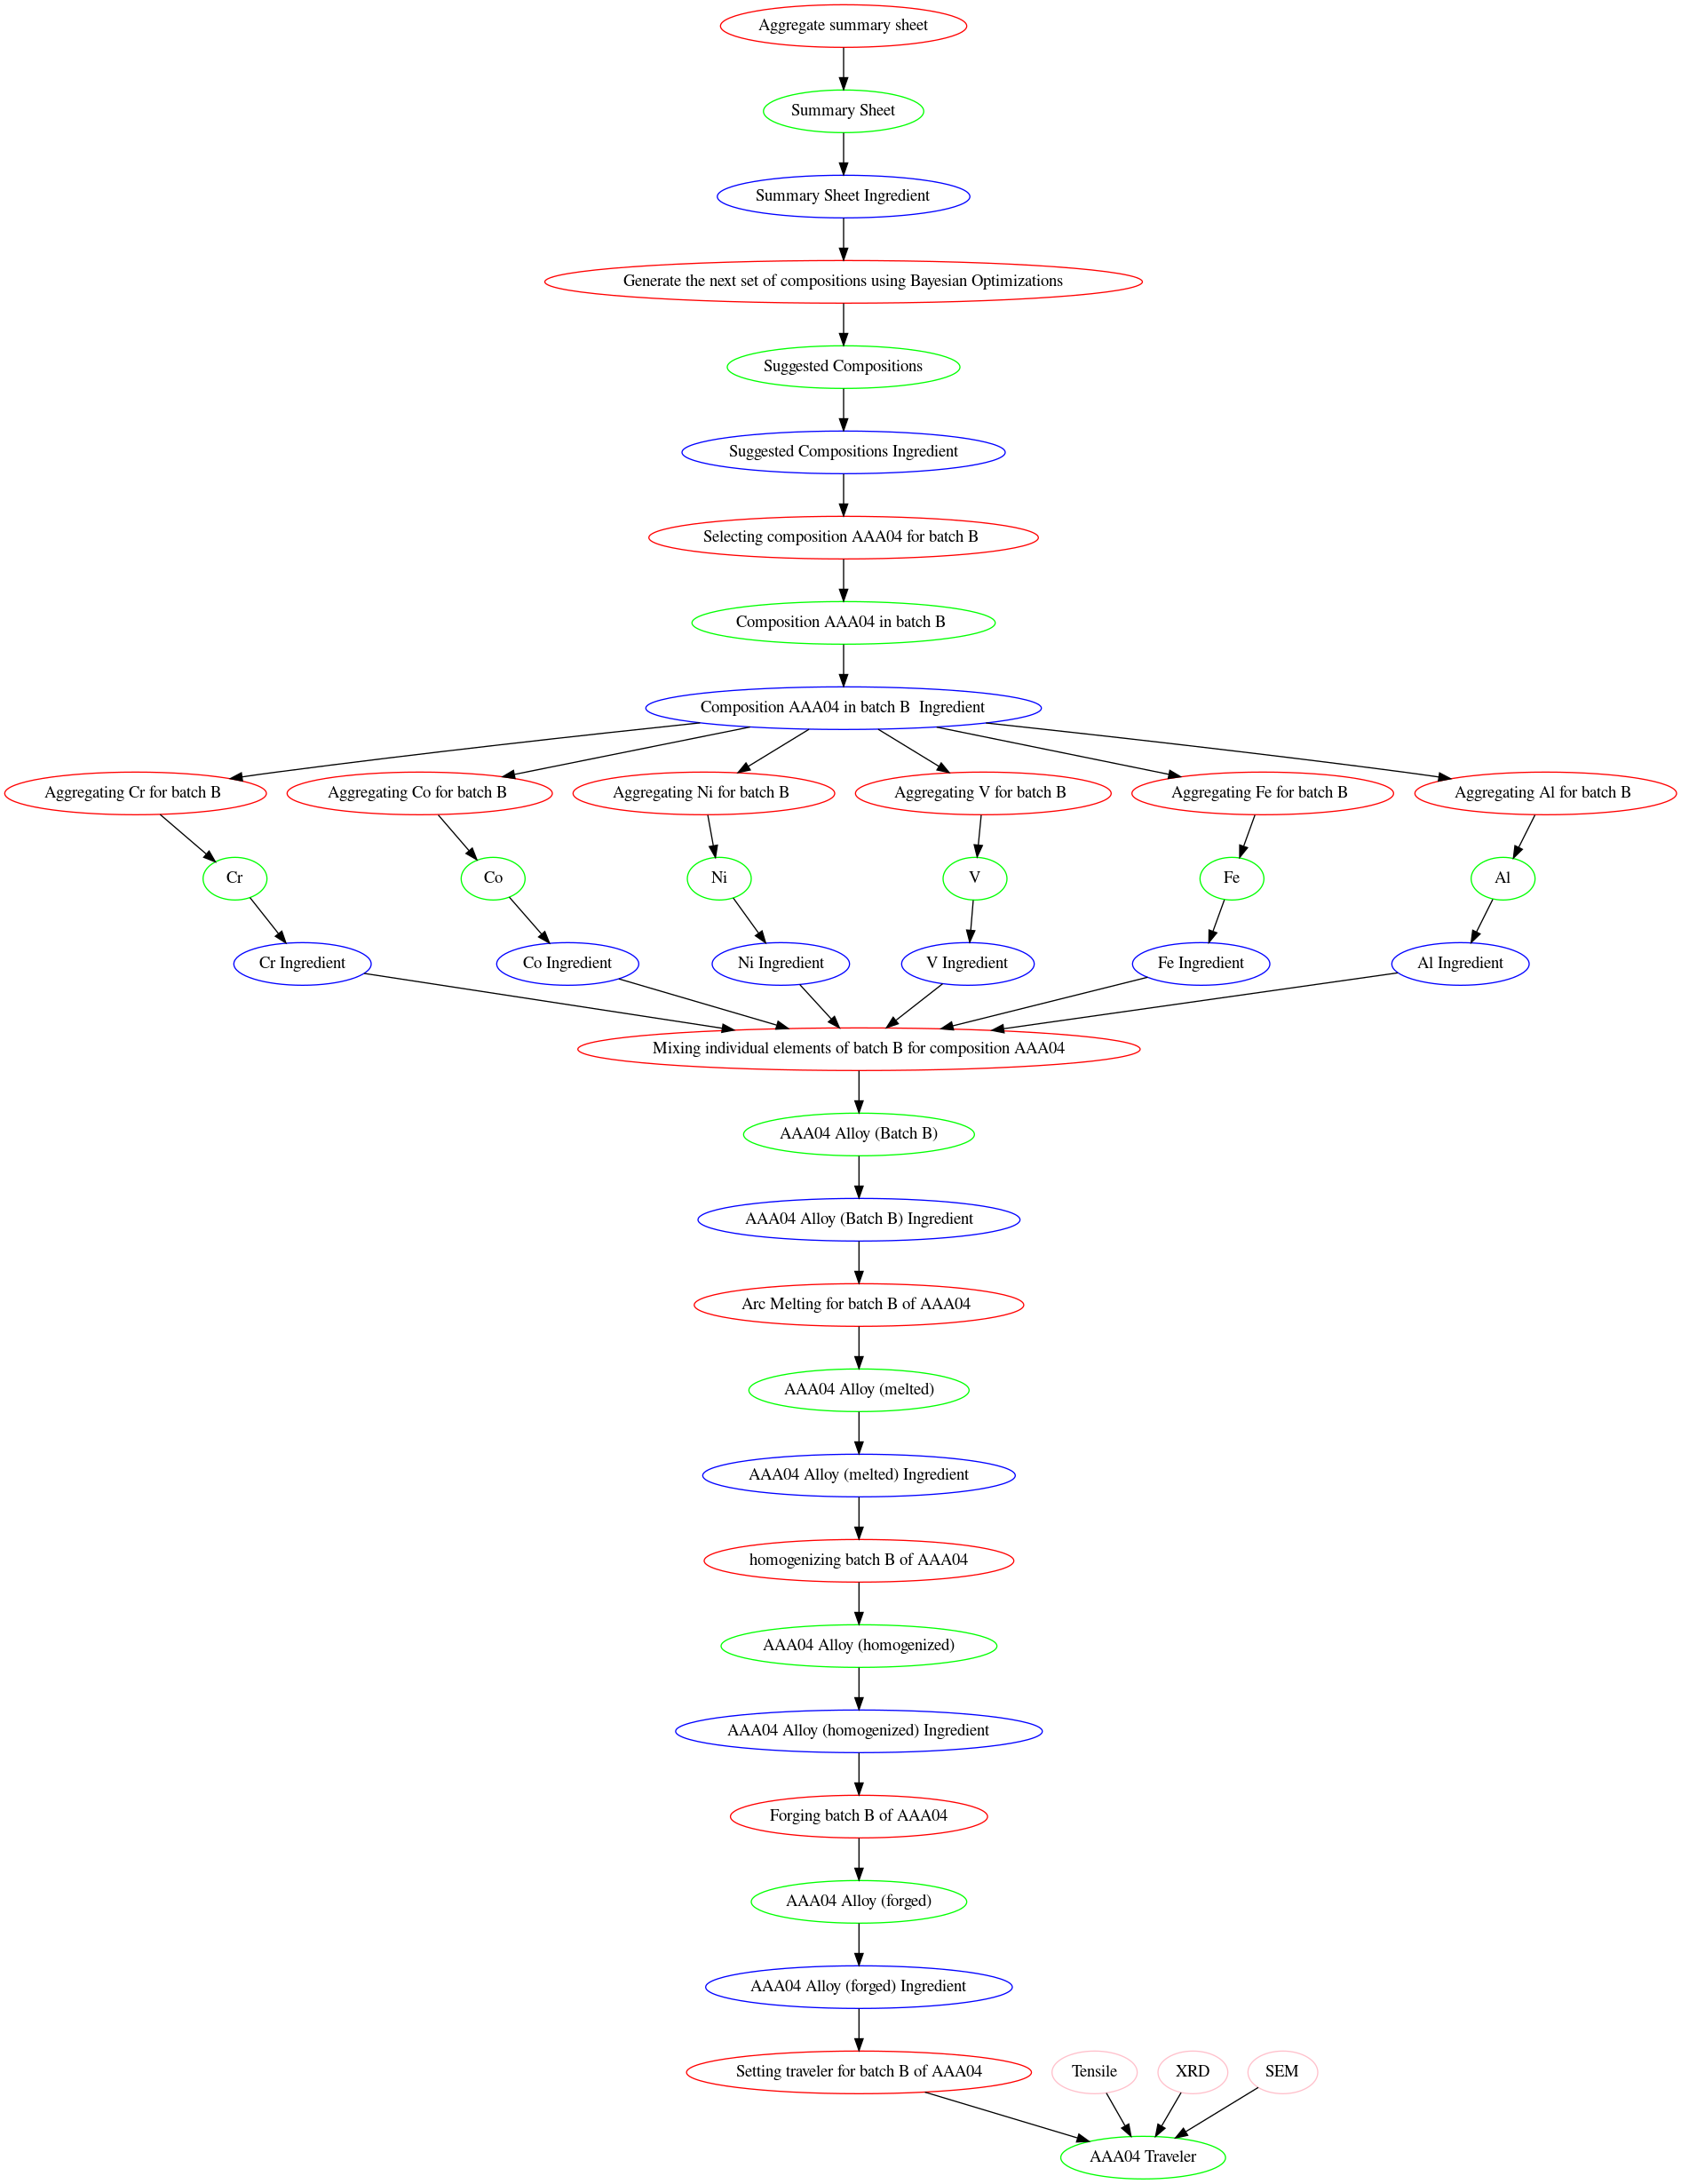 Aggregate summary sheet
Summary Sheet
Summary Sheet Ingredient
Generate the next set of compositions using Bayesian Optimizations
Suggested Compositions
Suggested Compositions Ingredient
Selecting composition AAA04 for batch B
Composition AAA04 in batch B
Composition AAA04 in batch B  Ingredient
Aggregating Cr for batch B
Aggregating Co for batch B
Aggregating Ni for batch B
Aggregating V for batch B
Aggregating Fe for batch B
Aggregating Al for batch B
Cr
Co
Ni
V
Fe
Al
Cr Ingredient
Co Ingredient
Ni Ingredient
V Ingredient
Fe Ingredient
Al Ingredient
Mixing individual elements of batch B for composition AAA04
AAA04 Alloy (Batch B)
AAA04 Alloy (Batch B) Ingredient
Arc Melting for batch B of AAA04
AAA04 Alloy (melted)
AAA04 Alloy (melted) Ingredient
homogenizing batch B of AAA04
AAA04 Alloy (homogenized)
AAA04 Alloy (homogenized) Ingredient
Forging batch B of AAA04
AAA04 Alloy (forged)
AAA04 Alloy (forged) Ingredient
Setting traveler for batch B of AAA04
Tensile
XRD
SEM
AAA04 Traveler